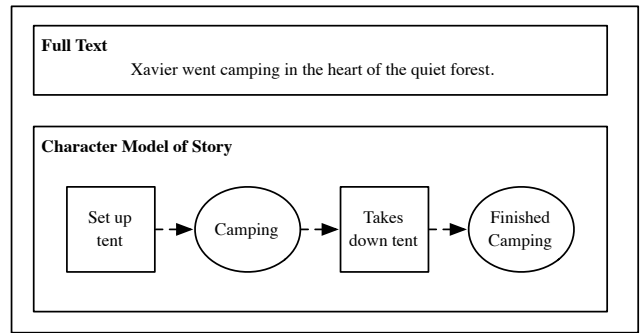 Full Text
Xavier went camping in the heart of the quiet forest.
Character Model of Story
Set up
tent
Camping
Takes
down tent
Finished
Camping